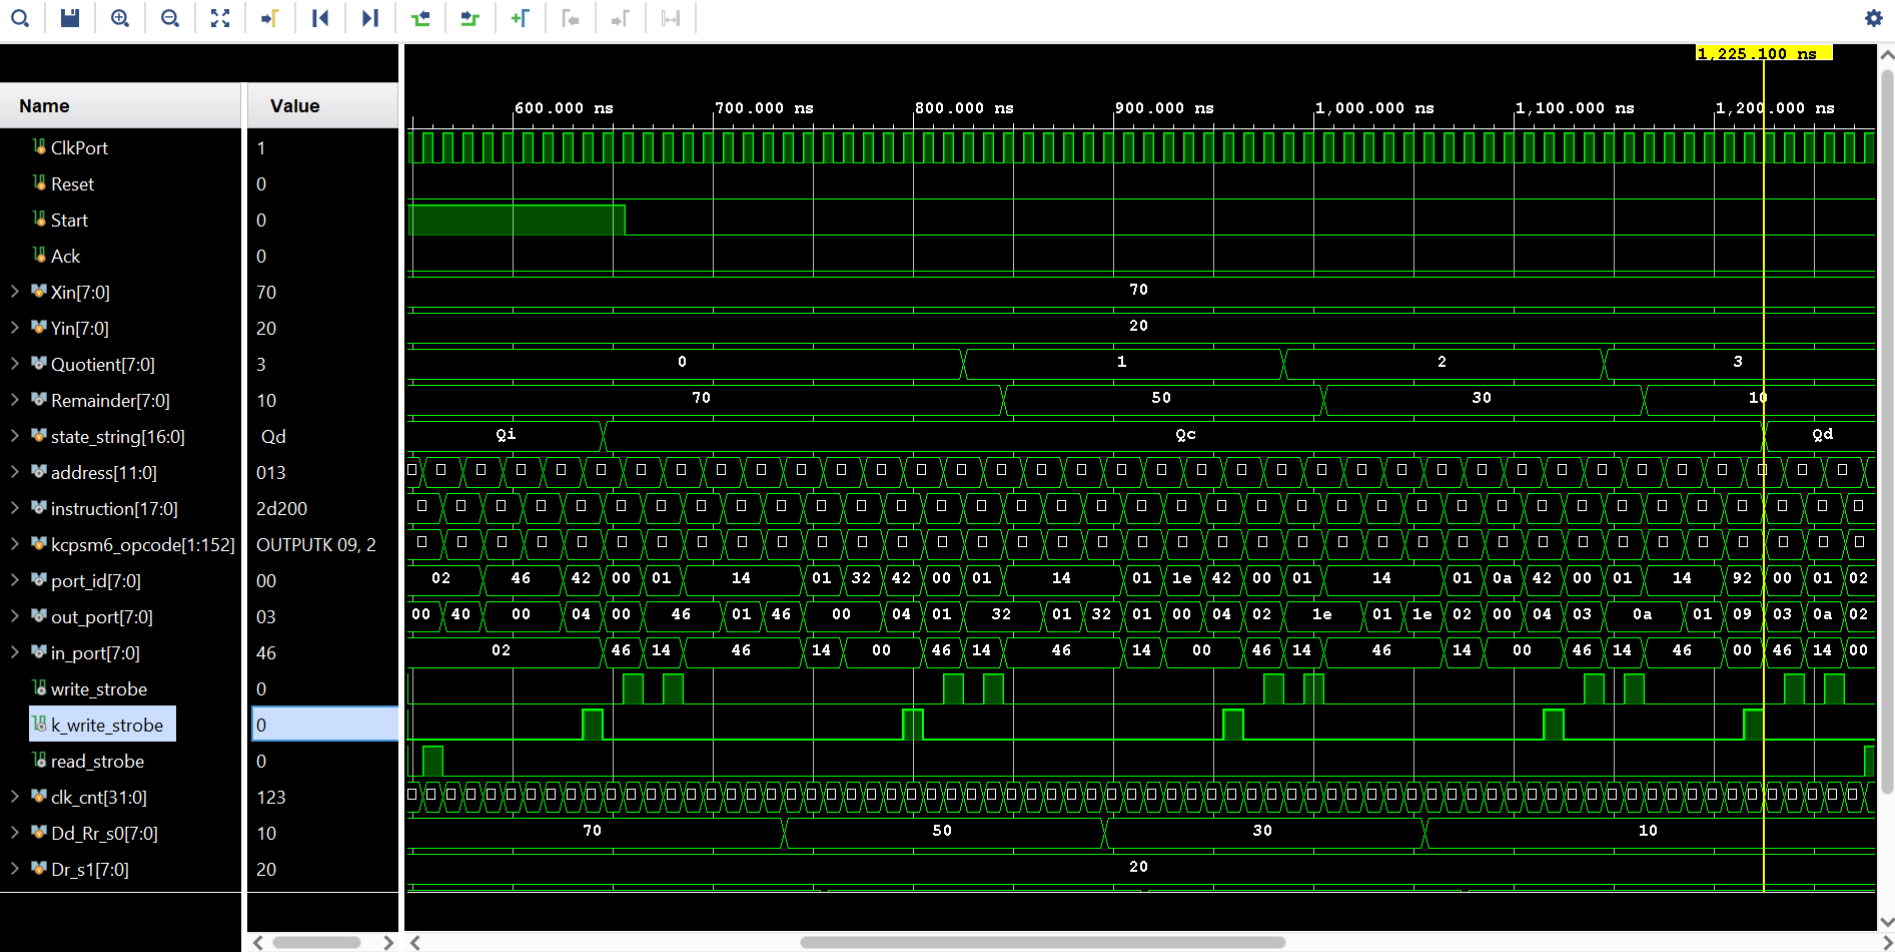 1,225.100 ns
Name Value
600.000 ns 700.000 ns 800.000 ns 900.000 ns 1,000.000 ns 1,100.000 ns 1,200.000 ns
ClkPort 1
Reset 0
Start 0
Ack 0
Xin[7:0] 70 70
Yin[7:0] 20 20
Quotient[7:0] 3 0 1 2 3
Remainder[7:0] 10 70 50 30 10
state_string[16:0] Qd Qi Qc Qd
address[11:0] 013
instruction[17:0] 2d200
kcpsm6_opcode[1:152] OUTPUTK 09, 2
port_id[7:0] 00 02 46 42 00 01 14 01 32 42 00 01 14 01 1e 42 00 01 14 01 0a 42 00 01 14 92 00 01 02
out_port[7:0] 03 00 40 00 04 00 46 01 46 00 04 01 32 01 32 01 00 04 02 1e 01 1e 02 00 04 03 0a 01 09 03 0a 02
in_port[7:0] 46 02 46 14 46 14 00 46 14 46 14 00 46 14 46 14 00 46 14 46 00 46 14 00
write_strobe 0
k_write_strobe 0
read_strobe 0
clk_cnt[31:0] 123
Dd_Rr_s0[7:0] 10 70 50 30 10
Dr_s1[7:0] 20 20